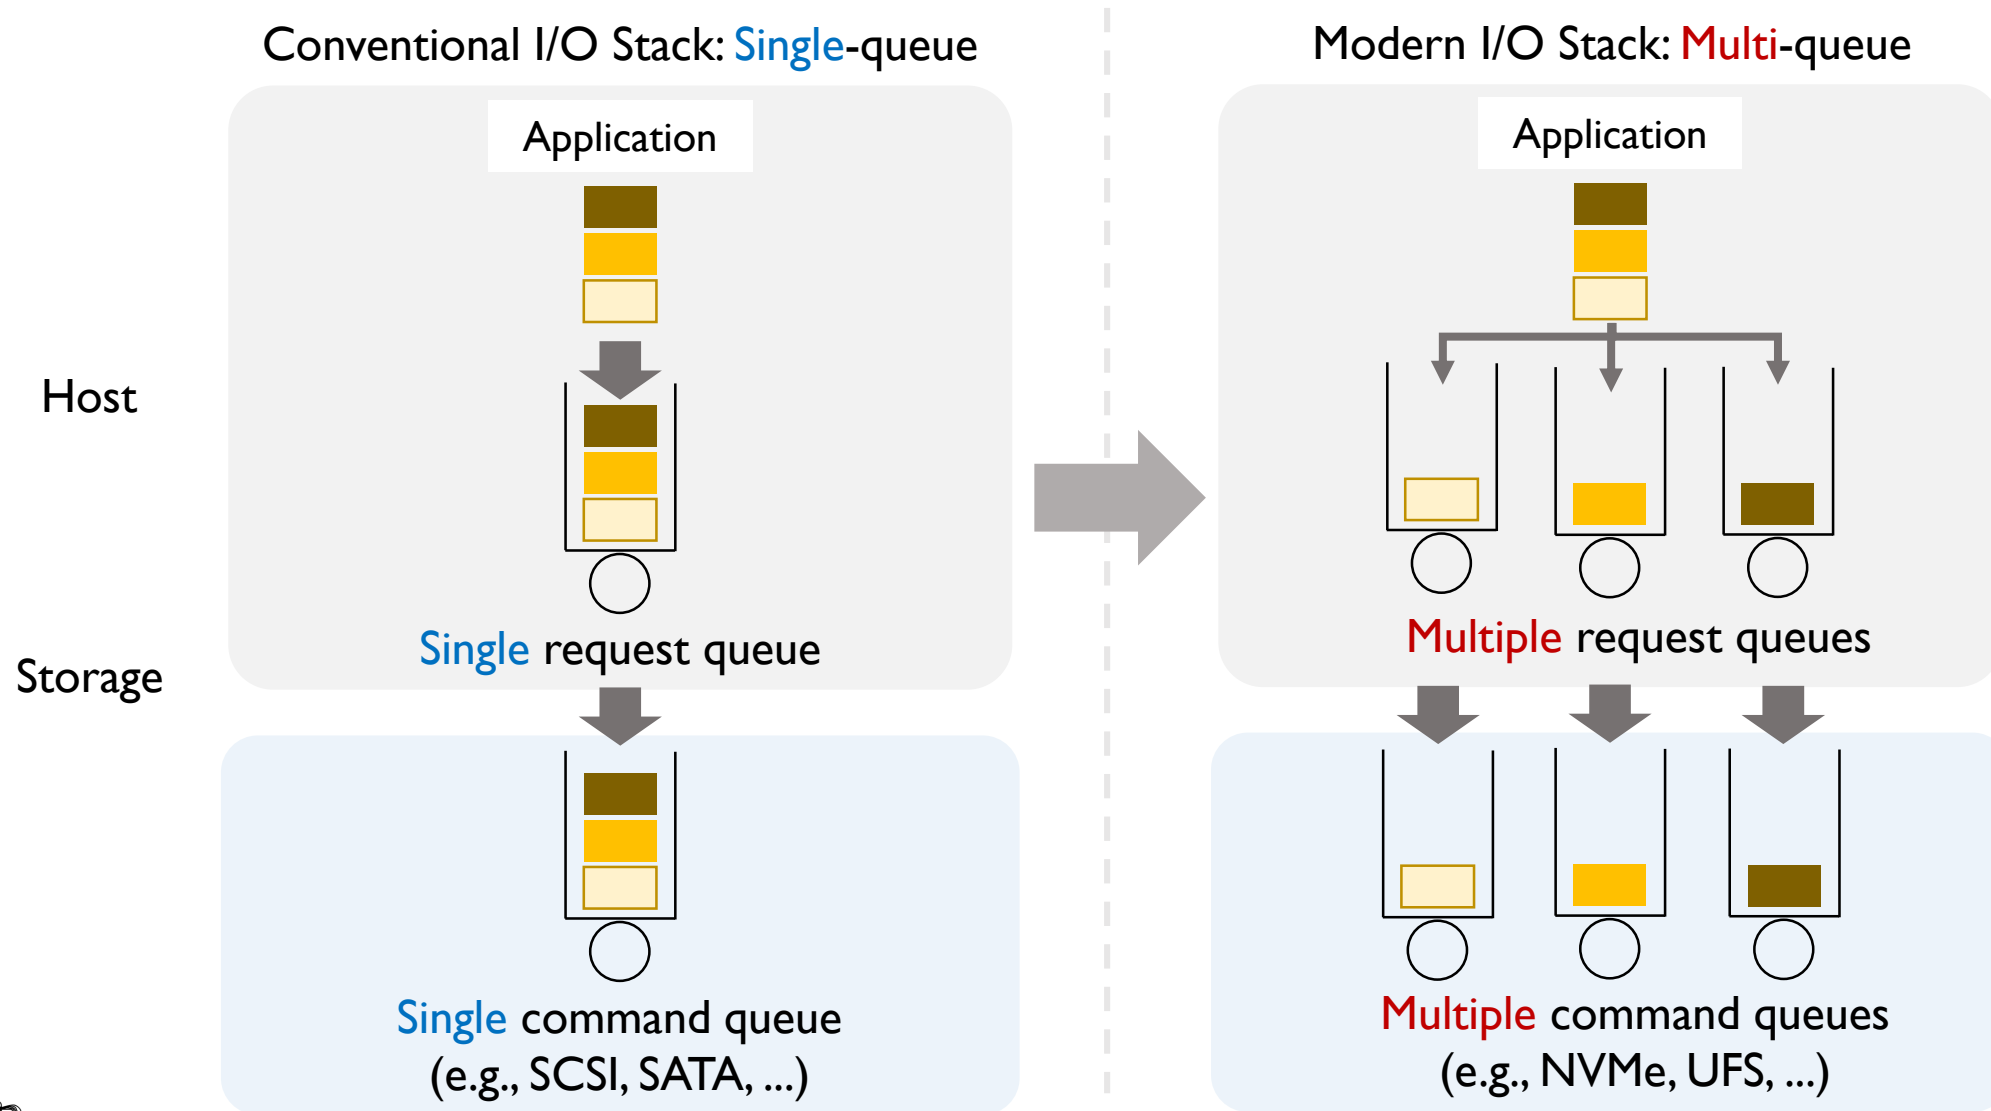 Conventional I/O Stack: Single-queue
Application
Host
Single request queue
Storage
Single command queue
(e.g., SCSI, SATA, ...)
Modern I/O Stack: Multi-queue
Application
Multiple request queues
Multiple command queues
(e.g., NVMe, UFS, ...)